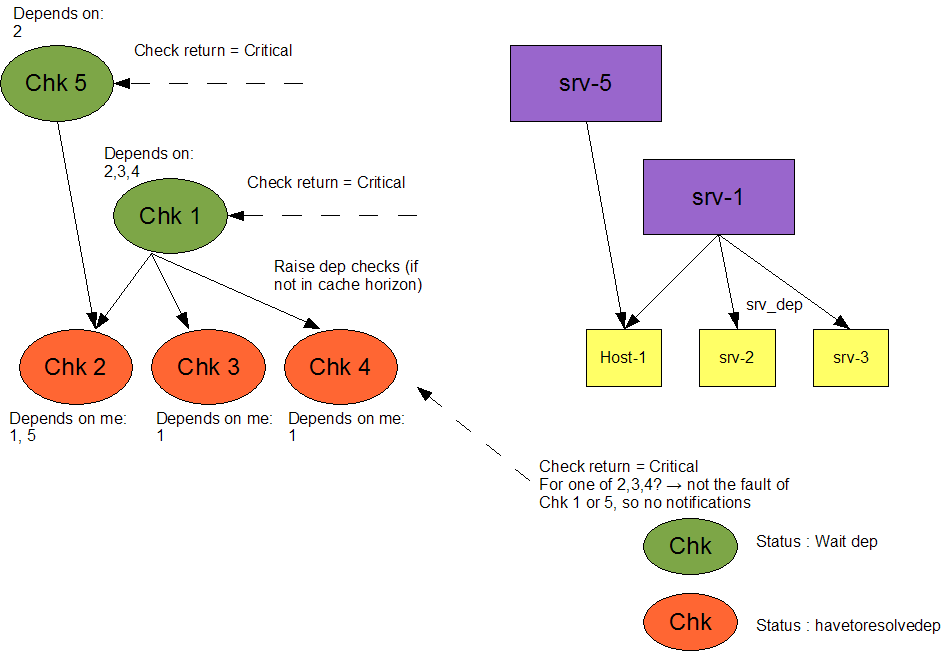 Depends on:
2
Check return = Critical
Chk 5
srv-5
Depends on:
2,3,4
Check return = Critical
Chk 1
srv-1
Raise dep checks (if
not in cache horizon)
srv_dep
Chk 2
Chk 3
Chk 4
Host-1
srv-2
srv-3
Depends on me:
1, 5
Depends on me:
1
Depends on me:
1
Check return = Critical
For one of 2,3,4? → not the fault of
Chk 1 or 5, so no notifications
Chk
Status : Wait dep
Chk
Status : havetoresolvedep